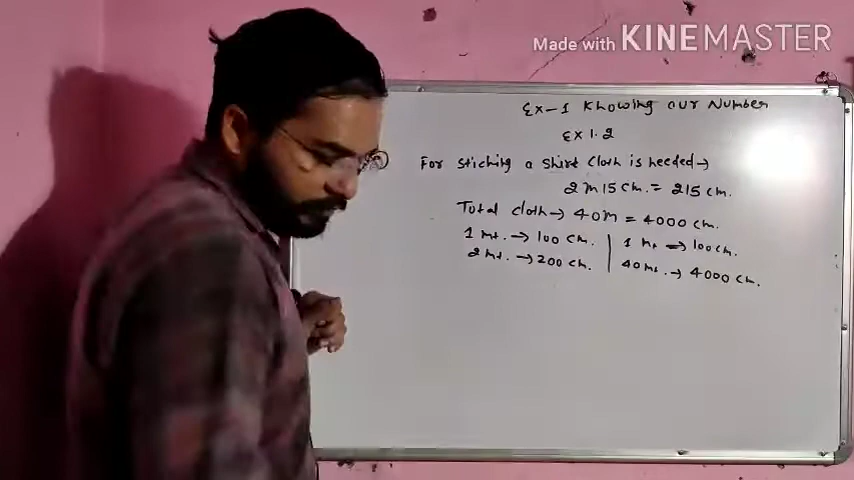 Made with KINEMASTER
Ex-1 Knowing our Number
Ex 1.2
For stiching a shirt cloth is needed→
2 m 15 cm. = 215 cm.
Total cloth→ 40m = 4000 cm.
1 mt. → 100 cm. | 1 mt → 100 cm.
2 mt. → 200 cm. | 40 mt. → 4000 cm.